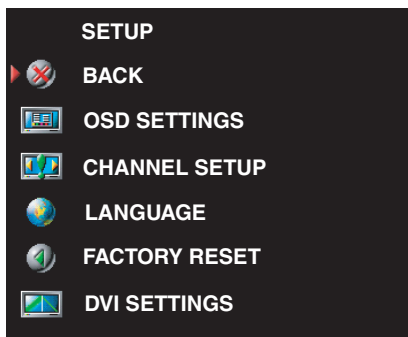 SETUP
BACK
OSD SETTINGS
CHANNEL SETUP
LANGUAGE
FACTORY RESET
DVI SETTINGS